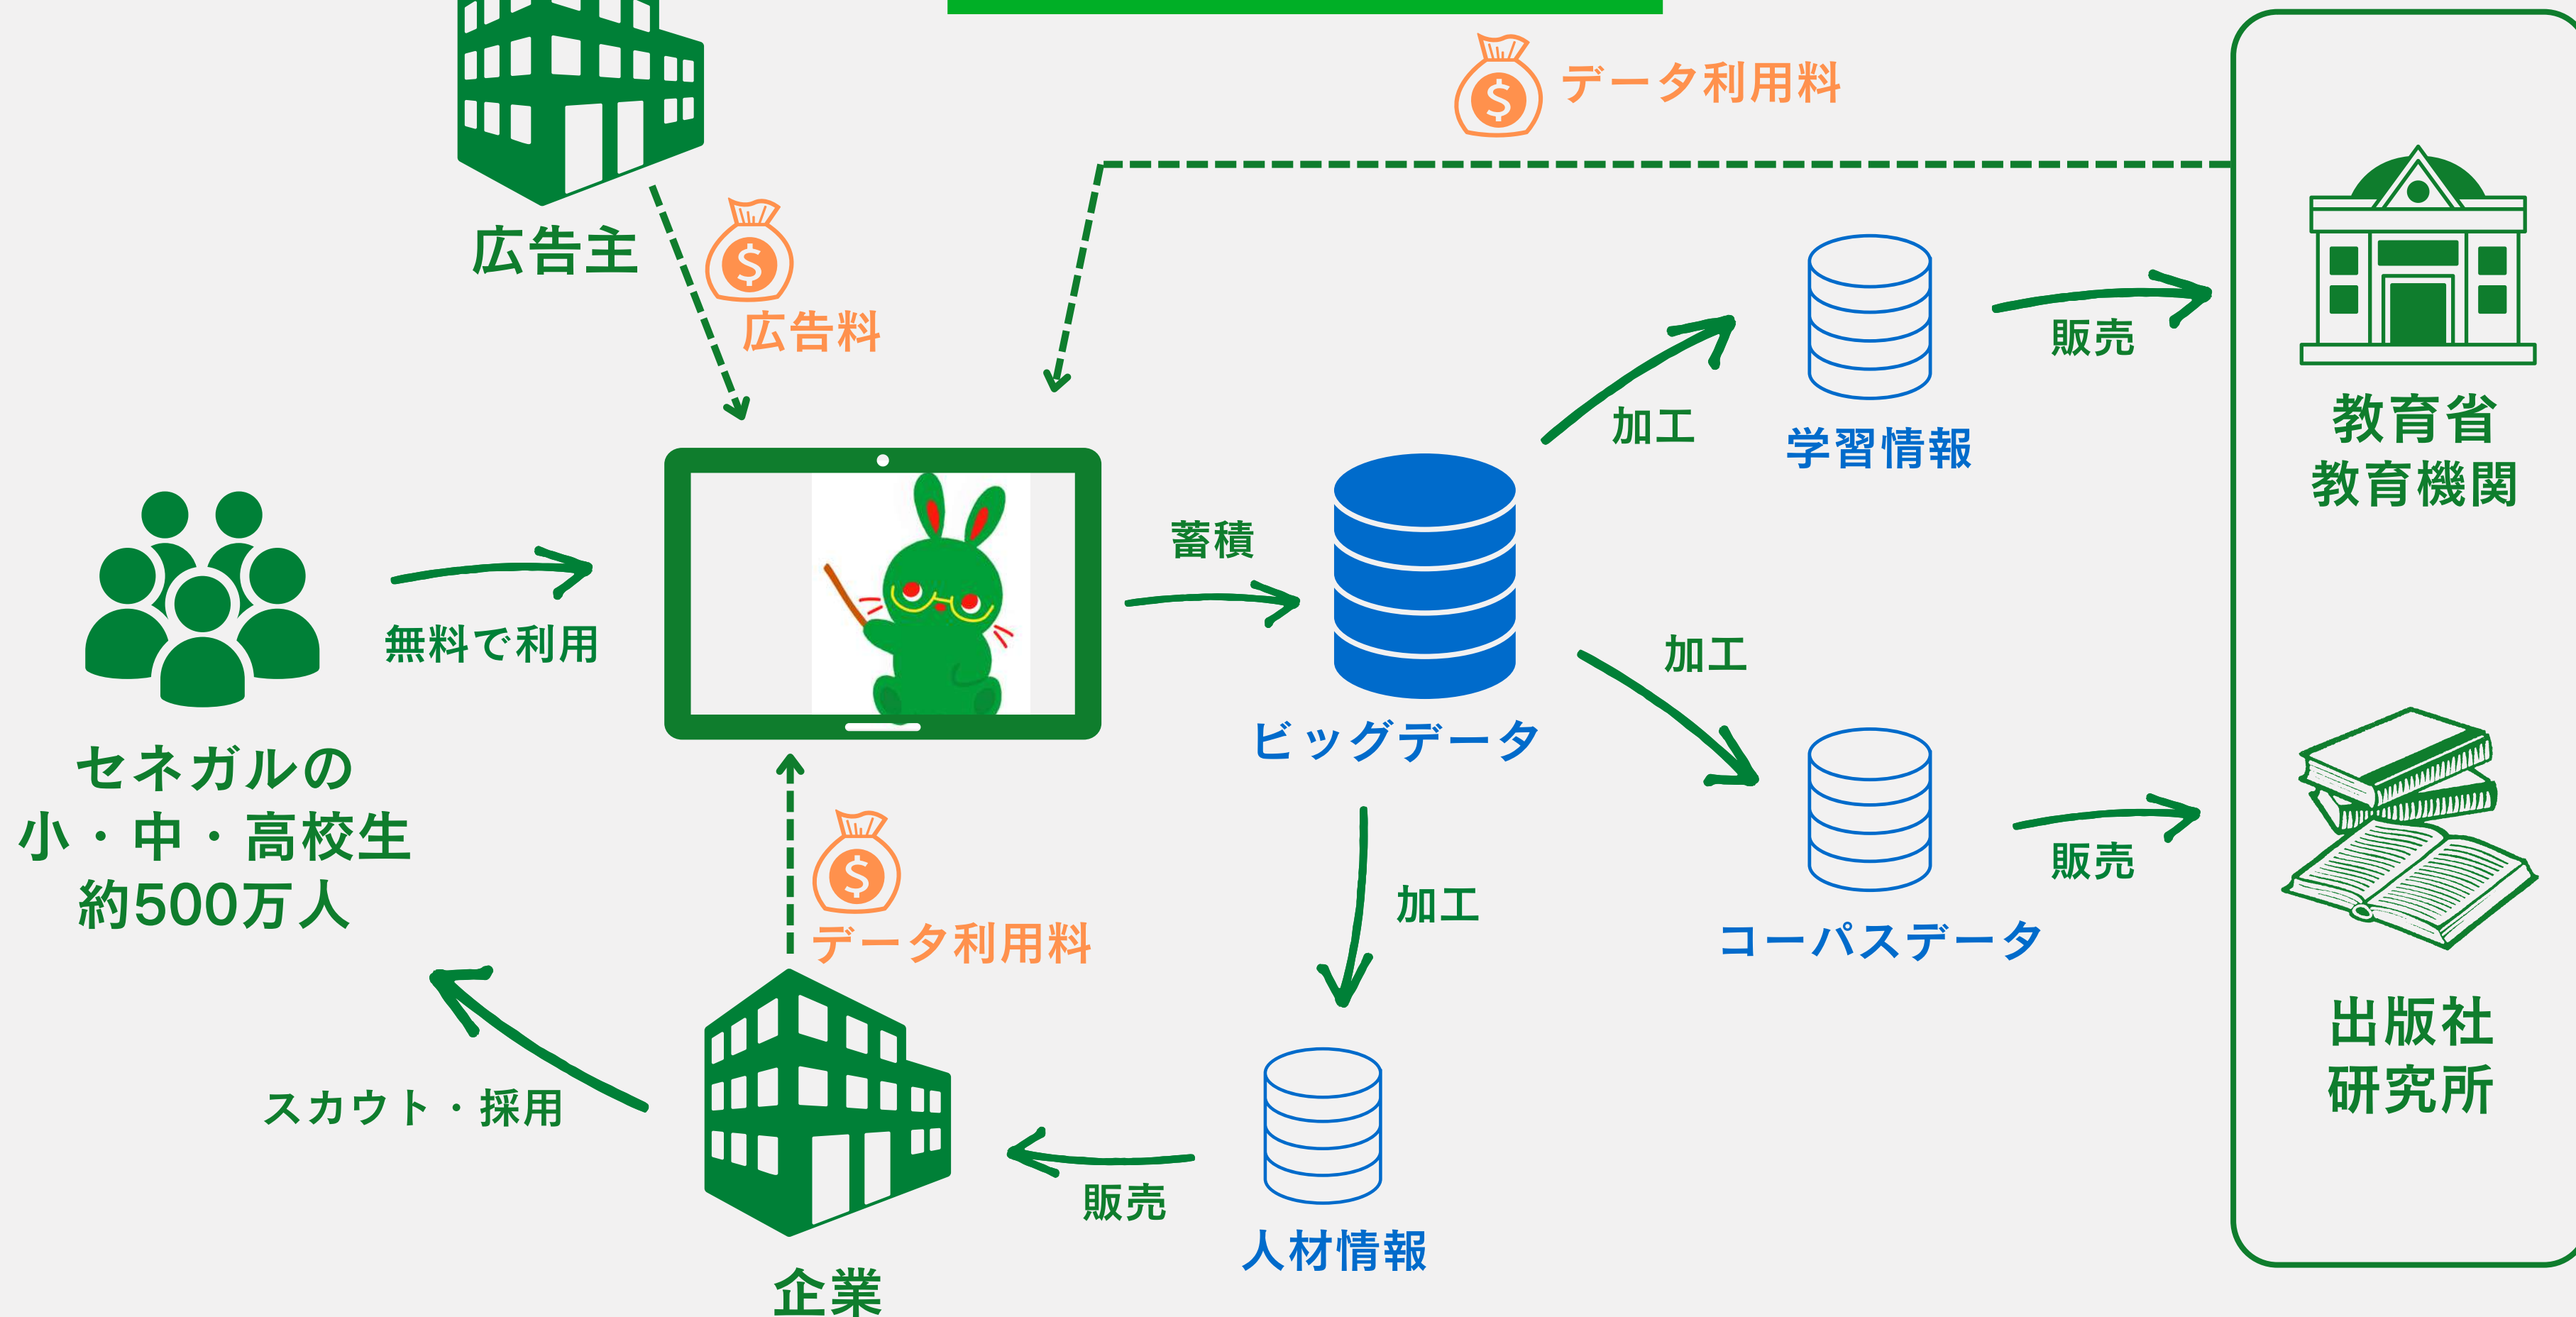 データ利用料
広告主
広告料
販売
加工
学習情報
教育省
教育機関
蓄積
無料で利用
加工
ビッグデータ
セネガルの
小・中・高校生
約500万人
販売
加工
データ利用料
コーパスデータ
出版社
研究所
スカウト・採用
販売
人材情報
企業